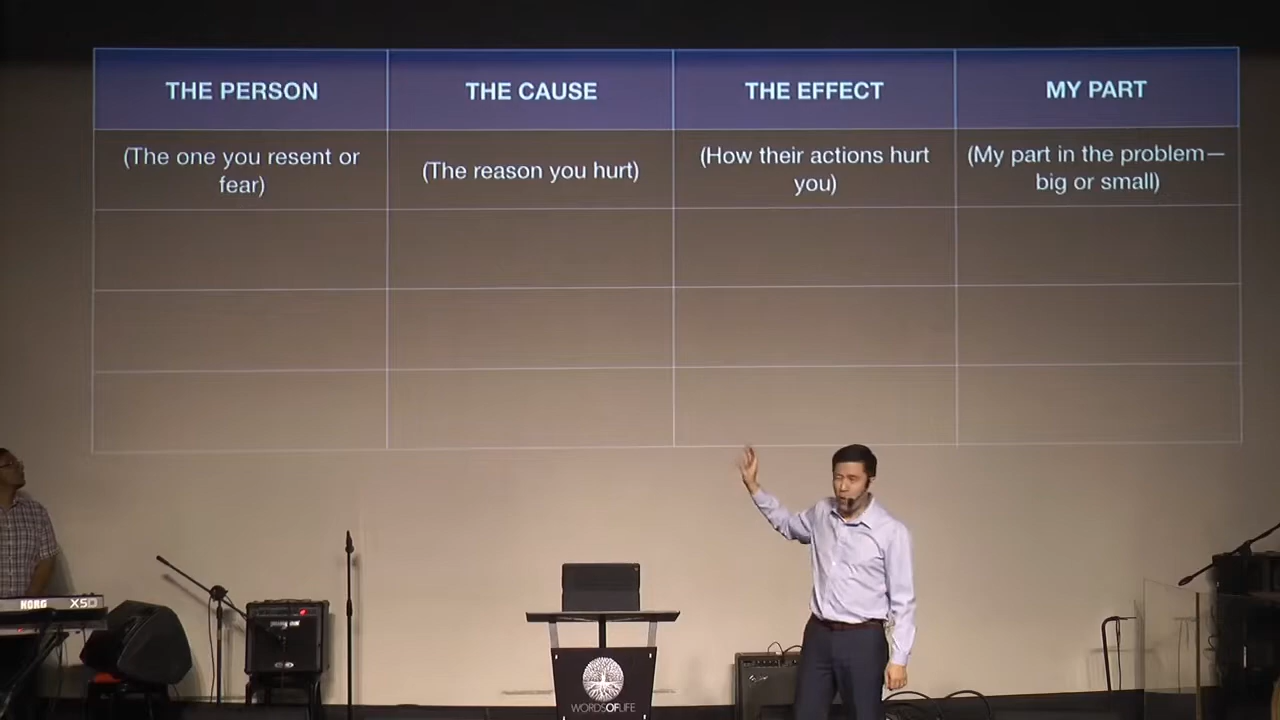 THE PERSON
THE CAUSE
THE EFFECT
MY PART
(The one you resent or
fear)
(The reason you hurt)
(How their actions hurt
you)
(My part in the problem—
big or small)
KORG X5D
WORDSOFLIFE